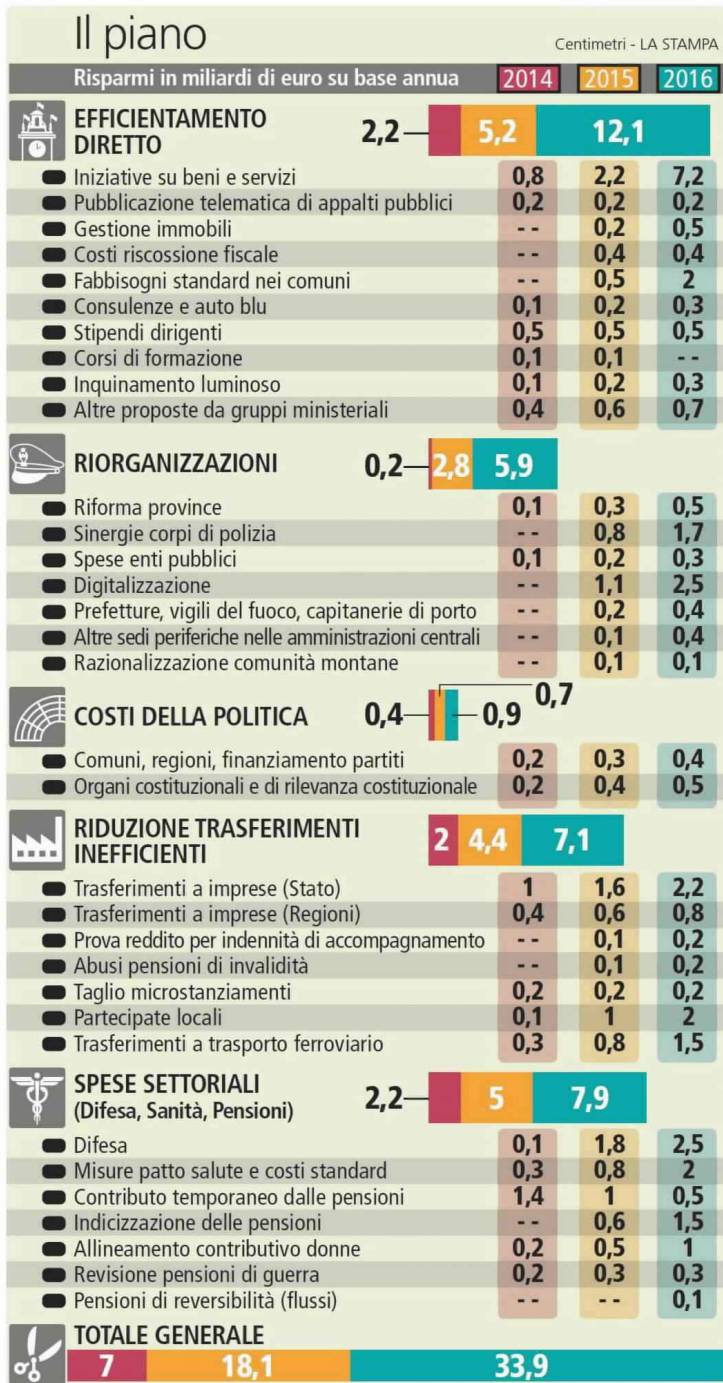 Il piano
Centimetri - LA STAMPA
Risparmi in miliardi di euro su base annua 2014 2015 2016
EFFICIENTAMENTO
DIRETTO
2,2 5,2 12,1
Iniziative su beni e servizi 0,8 2,2 7,2
Pubblicazione telematica di appalti pubblici 0,2 0,2 0,2
Gestione immobili -- 0,2 0,5
Costi riscossione fiscale -- 0,4 0,4
Fabbisogni standard nei comuni -- 0,5 2
Consulenze e auto blu 0,1 0,2 0,3
Stipendi dirigenti 0,5 0,5 0,5
Corsi di formazione 0,1 0,1 --
Inquinamento luminoso 0,1 0,2 0,3
Altre proposte da gruppi ministeriali 0,4 0,6 0,7
RIORGANIZZAZIONI 0,2 2,8 5,9
Riforma province 0,1 0,3 0,5
Sinergie corpi di polizia -- 0,8 1,7
Spese enti pubblici 0,1 0,2 0,3
Digitalizzazione -- 1,1 2,5
Prefetture, vigili del fuoco, capitanerie di porto -- 0,2 0,4
Altre sedi periferiche nelle amministrazioni centrali -- 0,1 0,4
Razionalizzazione comunità montane -- 0,1 0,1
COSTI DELLA POLITICA 0,4 0,9 0,7
Comuni, regioni, finanziamento partiti 0,2 0,3 0,4
Organi costituzionali e di rilevanza costituzionale 0,2 0,4 0,5
RIDUZIONE TRASFERIMENTI
INEFFICIENTI
2 4,4 7,1
Trasferimenti a imprese (Stato) 1 1,6 2,2
Trasferimenti a imprese (Regioni) 0,4 0,6 0,8
Prova reddito per indennità di accompagnamento -- 0,1 0,2
Abusi pensioni di invalidità -- 0,1 0,2
Taglio microstanziamenti 0,2 0,2 0,2
Partecipate locali 0,1 1 2
Trasferimenti a trasporto ferroviario 0,3 0,8 1,5
SPESE SETTORIALI
(Difesa, Sanità, Pensioni) 2,2 5 7,9
Difesa 0,1 1,8 2,5
Misure patto salute e costi standard 0,3 0,8 2
Contributo temporaneo dalle pensioni 1,4 1 0,5
Indicizzazione delle pensioni -- 0,6 1,5
Allineamento contributivo donne 0,2 0,5 1
Revisione pensioni di guerra 0,2 0,3 0,3
Pensioni di reversibilità (flussi) -- -- 0,1
TOTALE GENERALE
7 18,1 33,9